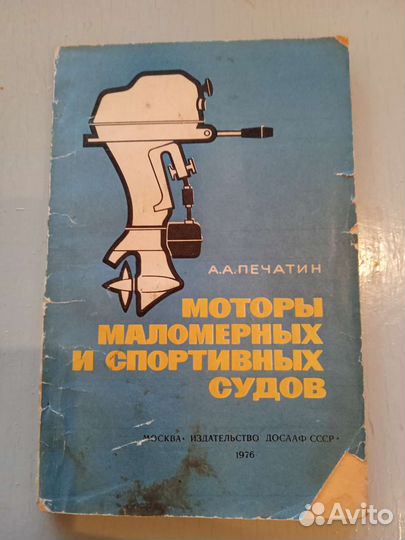 А.А.ПЕЧАТИН
МОТОРЫ
МАЛОМЕРНЫХ
И СПОРТИВНЫХ
СУДОВ
МОСКВА · ИЗДАТЕЛЬСТВО ДОСААФ СССР ·
1976
Avito